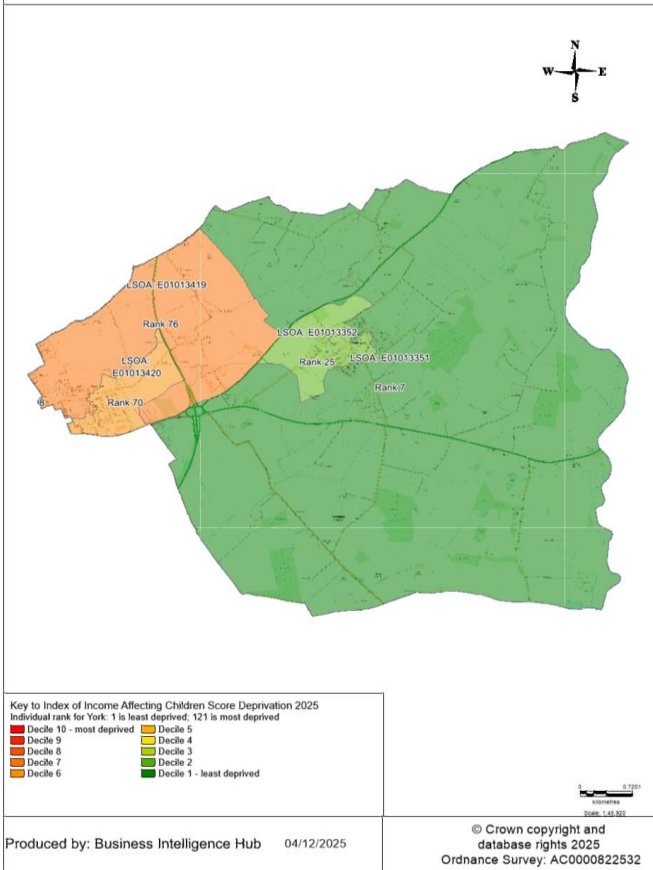 N
W E
S
LSOA: E01013419
Rank 76
LSOA: E01013352
LSOA:
E01013420
Rank 25
LSOA: E01013351
Rank 7
Rank 70
8
Key to Index of Income Affecting Children Score Deprivation 2025
Individual rank for York: 1 is least deprived; 121 is most deprived
Decile 10 - most deprived
Decile 9
Decile 8
Decile 7
Decile 6
Decile 5
Decile 4
Decile 3
Decile 2
Decile 1 - least deprived
0 0.7201
kilometres
Scale: 1:45,920
Produced by: Business Intelligence Hub 04/12/2025
© Crown copyright and
database rights 2025
Ordnance Survey: AC0000822532